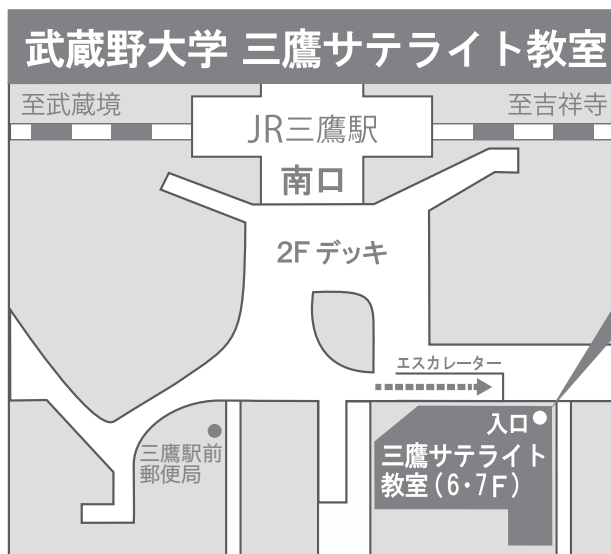 武蔵野大学 三鷹サテライト教室
至武蔵境
至吉祥寺
JR三鷹駅
南口
2F デッキ
エスカレーター
入口
三鷹サテライト
教室(6・7F)
三鷹駅前
郵便局